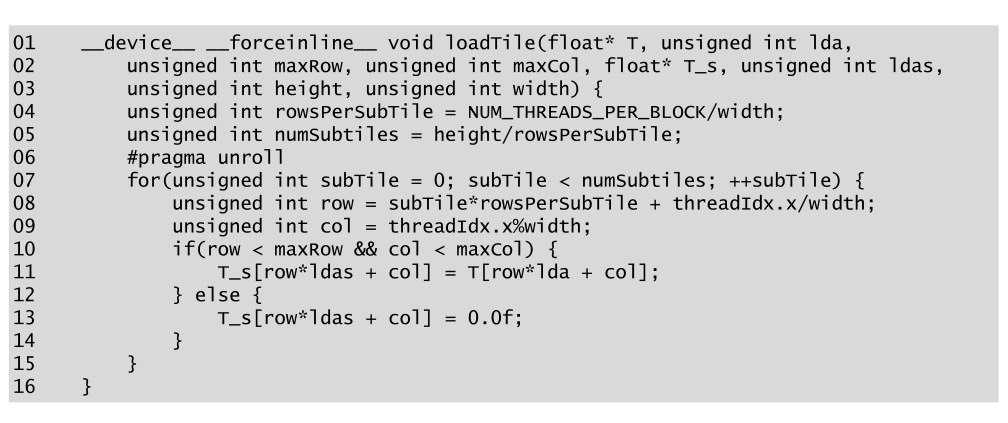 01 __device__ __forceinline__ void loadTile(float* T, unsigned int lda,
02 unsigned int maxRow, unsigned int maxCol, float* T_s, unsigned int ldas,
03 unsigned int height, unsigned int width) {
04 unsigned int rowsPerSubTile = NUM_THREADS_PER_BLOCK/width;
05 unsigned int numSubtiles = height/rowsPerSubTile;
06 #pragma unroll
07 for(unsigned int subTile = 0; subTile < numSubtiles; ++subTile) {
08 unsigned int row = subTile*rowsPerSubTile + threadIdx.x/width;
09 unsigned int col = threadIdx.x%width;
10 if(row < maxRow && col < maxCol) {
11 T_s[row*ldas + col] = T[row*lda + col];
12 } else {
13 T_s[row*ldas + col] = 0.0f;
14 }
15 }
16 }